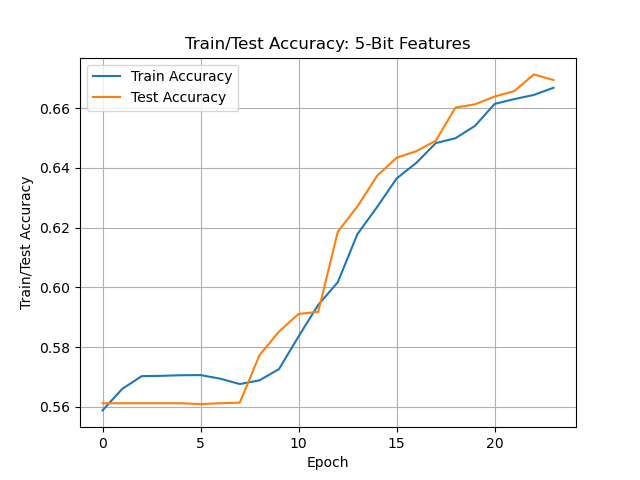 Train/Test Accuracy: 5-Bit Features
Train Accuracy
Test Accuracy
Train/Test Accuracy
0.66
0.64
0.62
0.60
0.58
0.56
0 5 10 15 20
Epoch